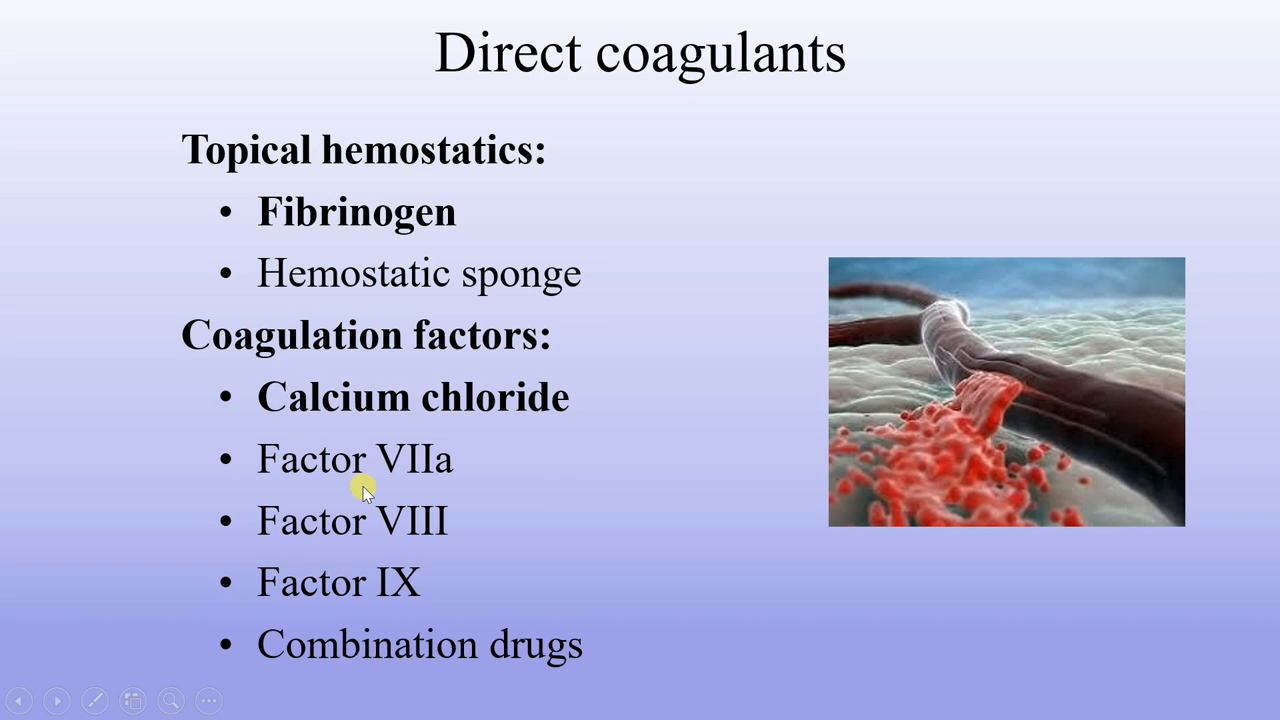 Direct coagulants
Topical hemostatics:
• Fibrinogen
• Hemostatic sponge
Coagulation factors:
• Calcium chloride
• Factor VIIa
• Factor VIII
• Factor IX
• Combination drugs